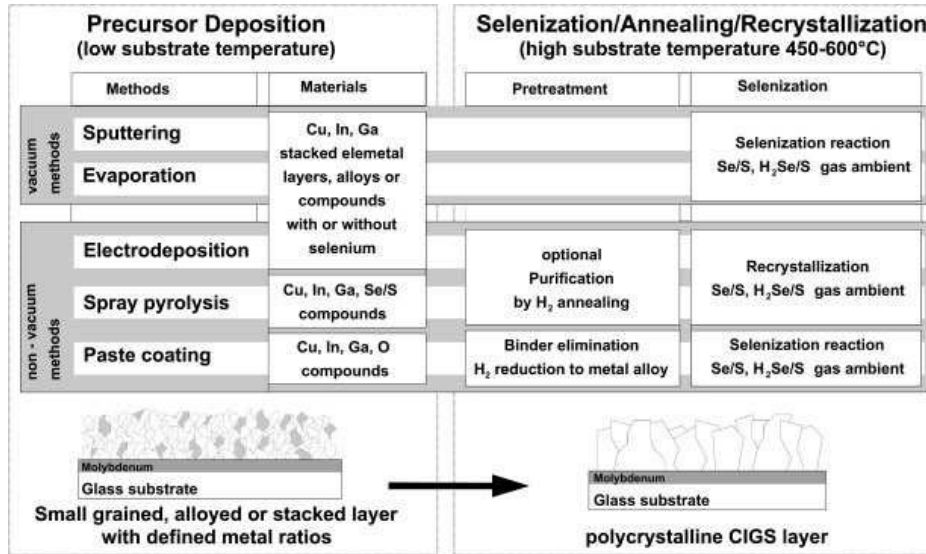 Precursor Deposition
(low substrate temperature)
Selenization/Annealing/Recrystallization
(high substrate temperature 450-600°C)
Methods
Materials
Pretreatment
Selenization
vacuum
methods
Sputtering
Evaporation
Cu, In, Ga
stacked elemetal
layers, alloys or
compounds
with or without
selenium
Selenization reaction
Se/S, H₂Se/S gas ambient
non - vacuum
methods
Electrodeposition
Spray pyrolysis
Cu, In, Ga, Se/S
compounds
optional
Purification
by H₂ annealing
Recrystallization
Se/S, H₂Se/S gas ambient
Paste coating
Cu, In, Ga, O
compounds
Binder elimination
H₂ reduction to metal alloy
Selenization reaction
Se/S, H₂Se/S gas ambient
Molybdenum
Glass substrate
Small grained, alloyed or stacked layer
with defined metal ratios
Molybdenum
Glass substrate
polycrystalline CIGS layer